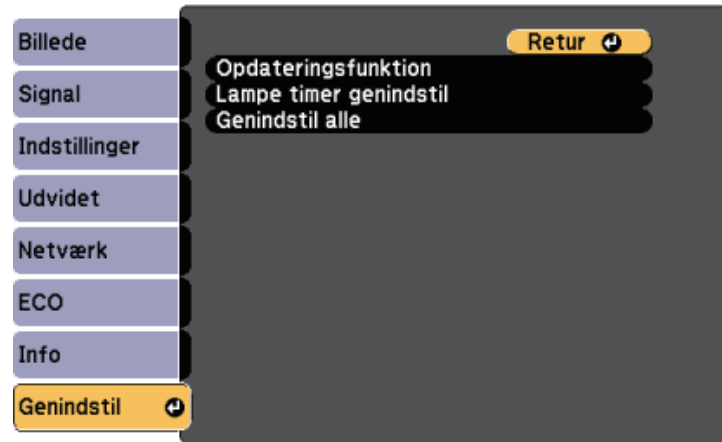 Billede
Signal
Indstillinger
Udvidet
Netværk
ECO
Info
Genindstil
Retur
Opdateringsfunktion
Lampe timer genindstil
Genindstil alle